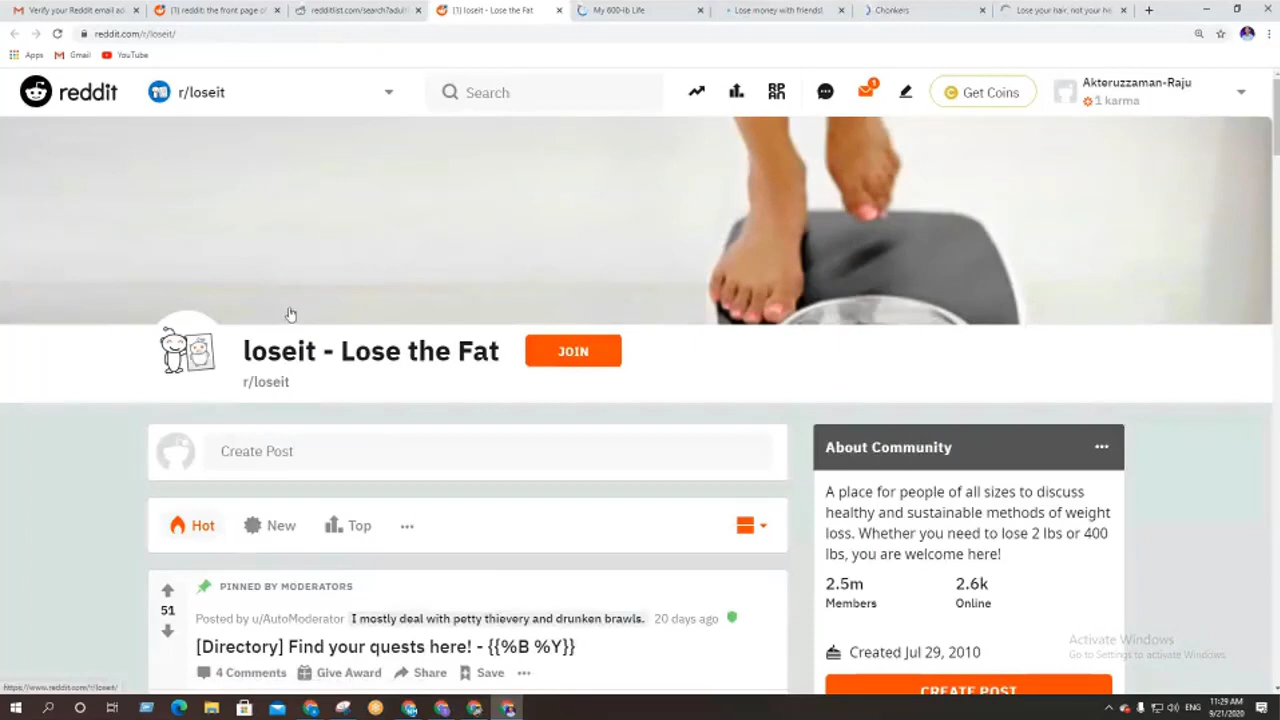 Verify your Reddit email ad
(1) reddit: the front page of
redditlist.com/search?adult
(1) loseit - Lose the Fat
My 600-lb Life
Lose money with friends!
Chonkers
Lose your hair, not your ho
reddit.com/r/loseit/
Apps
Gmail
YouTube
reddit
r/loseit
Search
1
Get Coins
Akteruzzaman-Raju
1 karma
loseit - Lose the Fat
JOIN
r/loseit
Create Post
Hot
New
Top
About Community
A place for people of all sizes to discuss
healthy and sustainable methods of weight
loss. Whether you need to lose 2 lbs or 400
lbs, you are welcome here!
2.5m
Members
2.6k
Online
Created Jul 29, 2010
CREATE POST
PINNED BY MODERATORS
51
Posted by u/AutoModerator I mostly deal with petty thievery and drunken brawls. 20 days ago
[Directory] Find your quests here! - {{%B %Y}}
4 Comments
Give Award
Share
Save
Activate Windows
Go to Settings to activate Windows.
https://www.reddit.com/r/loseit/
ENG
11:29 AM
9/21/2020